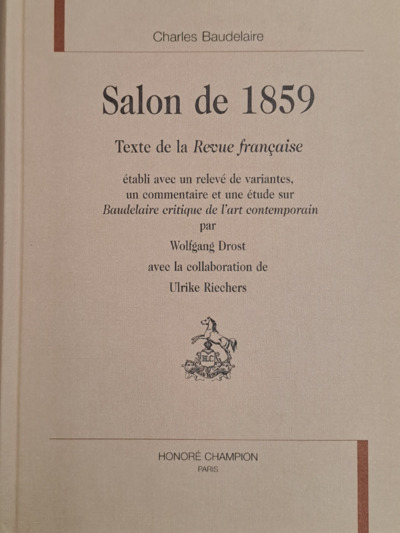 Charles Baudelaire
Salon de 1859
Texte de la Revue française
établi avec un relevé de variantes,
un commentaire et une étude sur
Baudelaire critique de l'art contemporain
par
Wolfgang Drost
avec la collaboration de
Ulrike Riechers
H.C
HONORÉ CHAMPION
PARIS